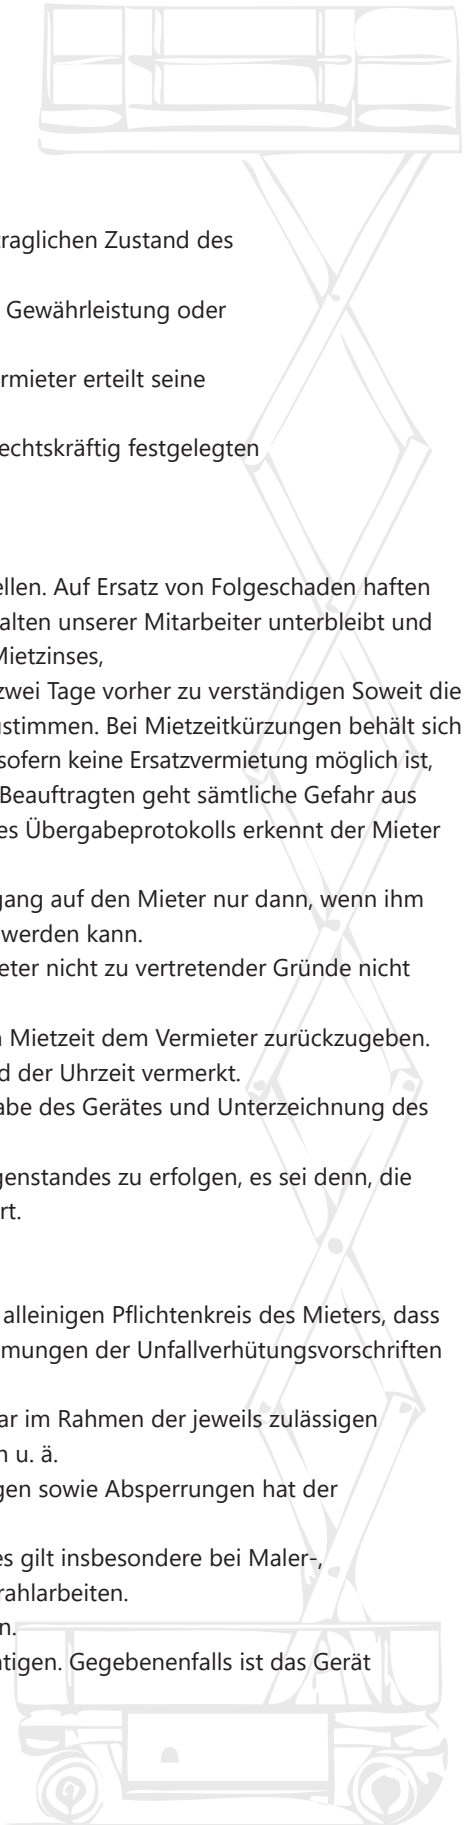 traglichen Zustand des
Gewährleistung oder
rmieter erteilt seine
echtskräftig festgelegten
ellen. Auf Ersatz von Folgeschaden haften
alten unserer Mitarbeiter unterbleibt und
Mietzinses,
zwei Tage vorher zu verständigen Soweit die
ustimmen. Bei Mietzeitkürzungen behält sich
sofern keine Ersatzvermietung möglich ist,
Beauftragten geht sämtliche Gefahr aus
es Übergabeprotokolls erkennt der Mieter
gang auf den Mieter nur dann, wenn ihm
werden kann.
eter nicht zu vertretender Gründe nicht
n Mietzeit dem Vermieter zurückzugeben.
d der Uhrzeit vermerkt.
abe des Gerätes und Unterzeichnung des
genstandes zu erfolgen, es sei denn, die
rt.
alleinigen Pflichtenkreis des Mieters, dass
mmungen der Unfallverhütungsvorschriften
ar im Rahmen der jeweils zulässigen
n u. ä.
gen sowie Absperrungen hat der
es gilt insbesondere bei Maler-,
rahlarbeiten.
n.
htigen. Gegebenenfalls ist das Gerät